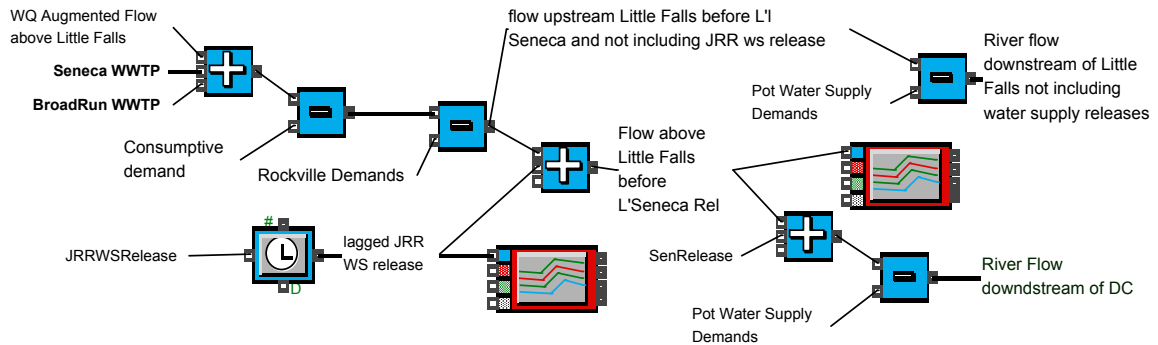 WQ Augmented Flow
above Little Falls
Seneca WWTP
BroadRun WWTP
Consumptive
demand
Rockville Demands
flow upstream Little Falls before L'l
Seneca and not including JRR ws release
Pot Water Supply
Demands
River flow
downstream of Little
Falls not including
water supply releases
Flow above
Little Falls
before
L'Seneca Rel
JRRWSRelease
#
D
lagged JRR
WS release
SenRelease
Pot Water Supply
Demands
River Flow
downdstream of DC